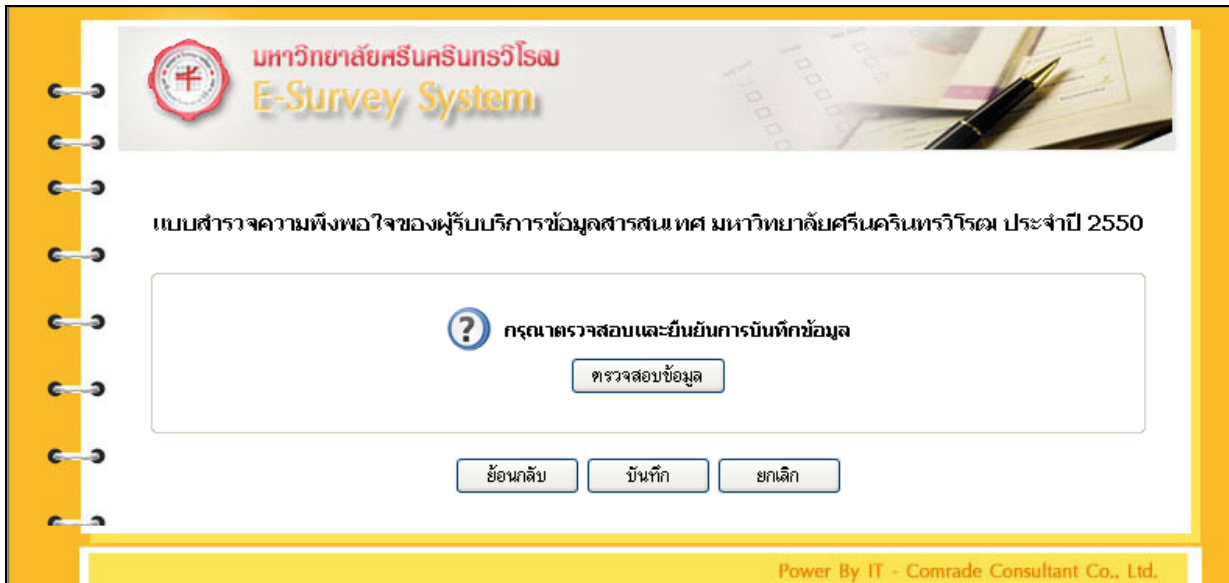 มหาวิทยาลัยศรีนครินทรวิโรฒ
E-Survey System
แบบสำรวจความพึงพอใจของผู้รับบริการข้อมูลสารสนเทศ มหาวิทยาลัยศรีนครินทรวิโรฒ ประจำปี 2550
กรุณาตรวจสอบและยืนยันการบันทึกข้อมูล
ตรวจสอบข้อมูล
ย้อนกลับ บันทึก ยกเลิก
Power By IT - Comrade Consultant Co., Ltd.